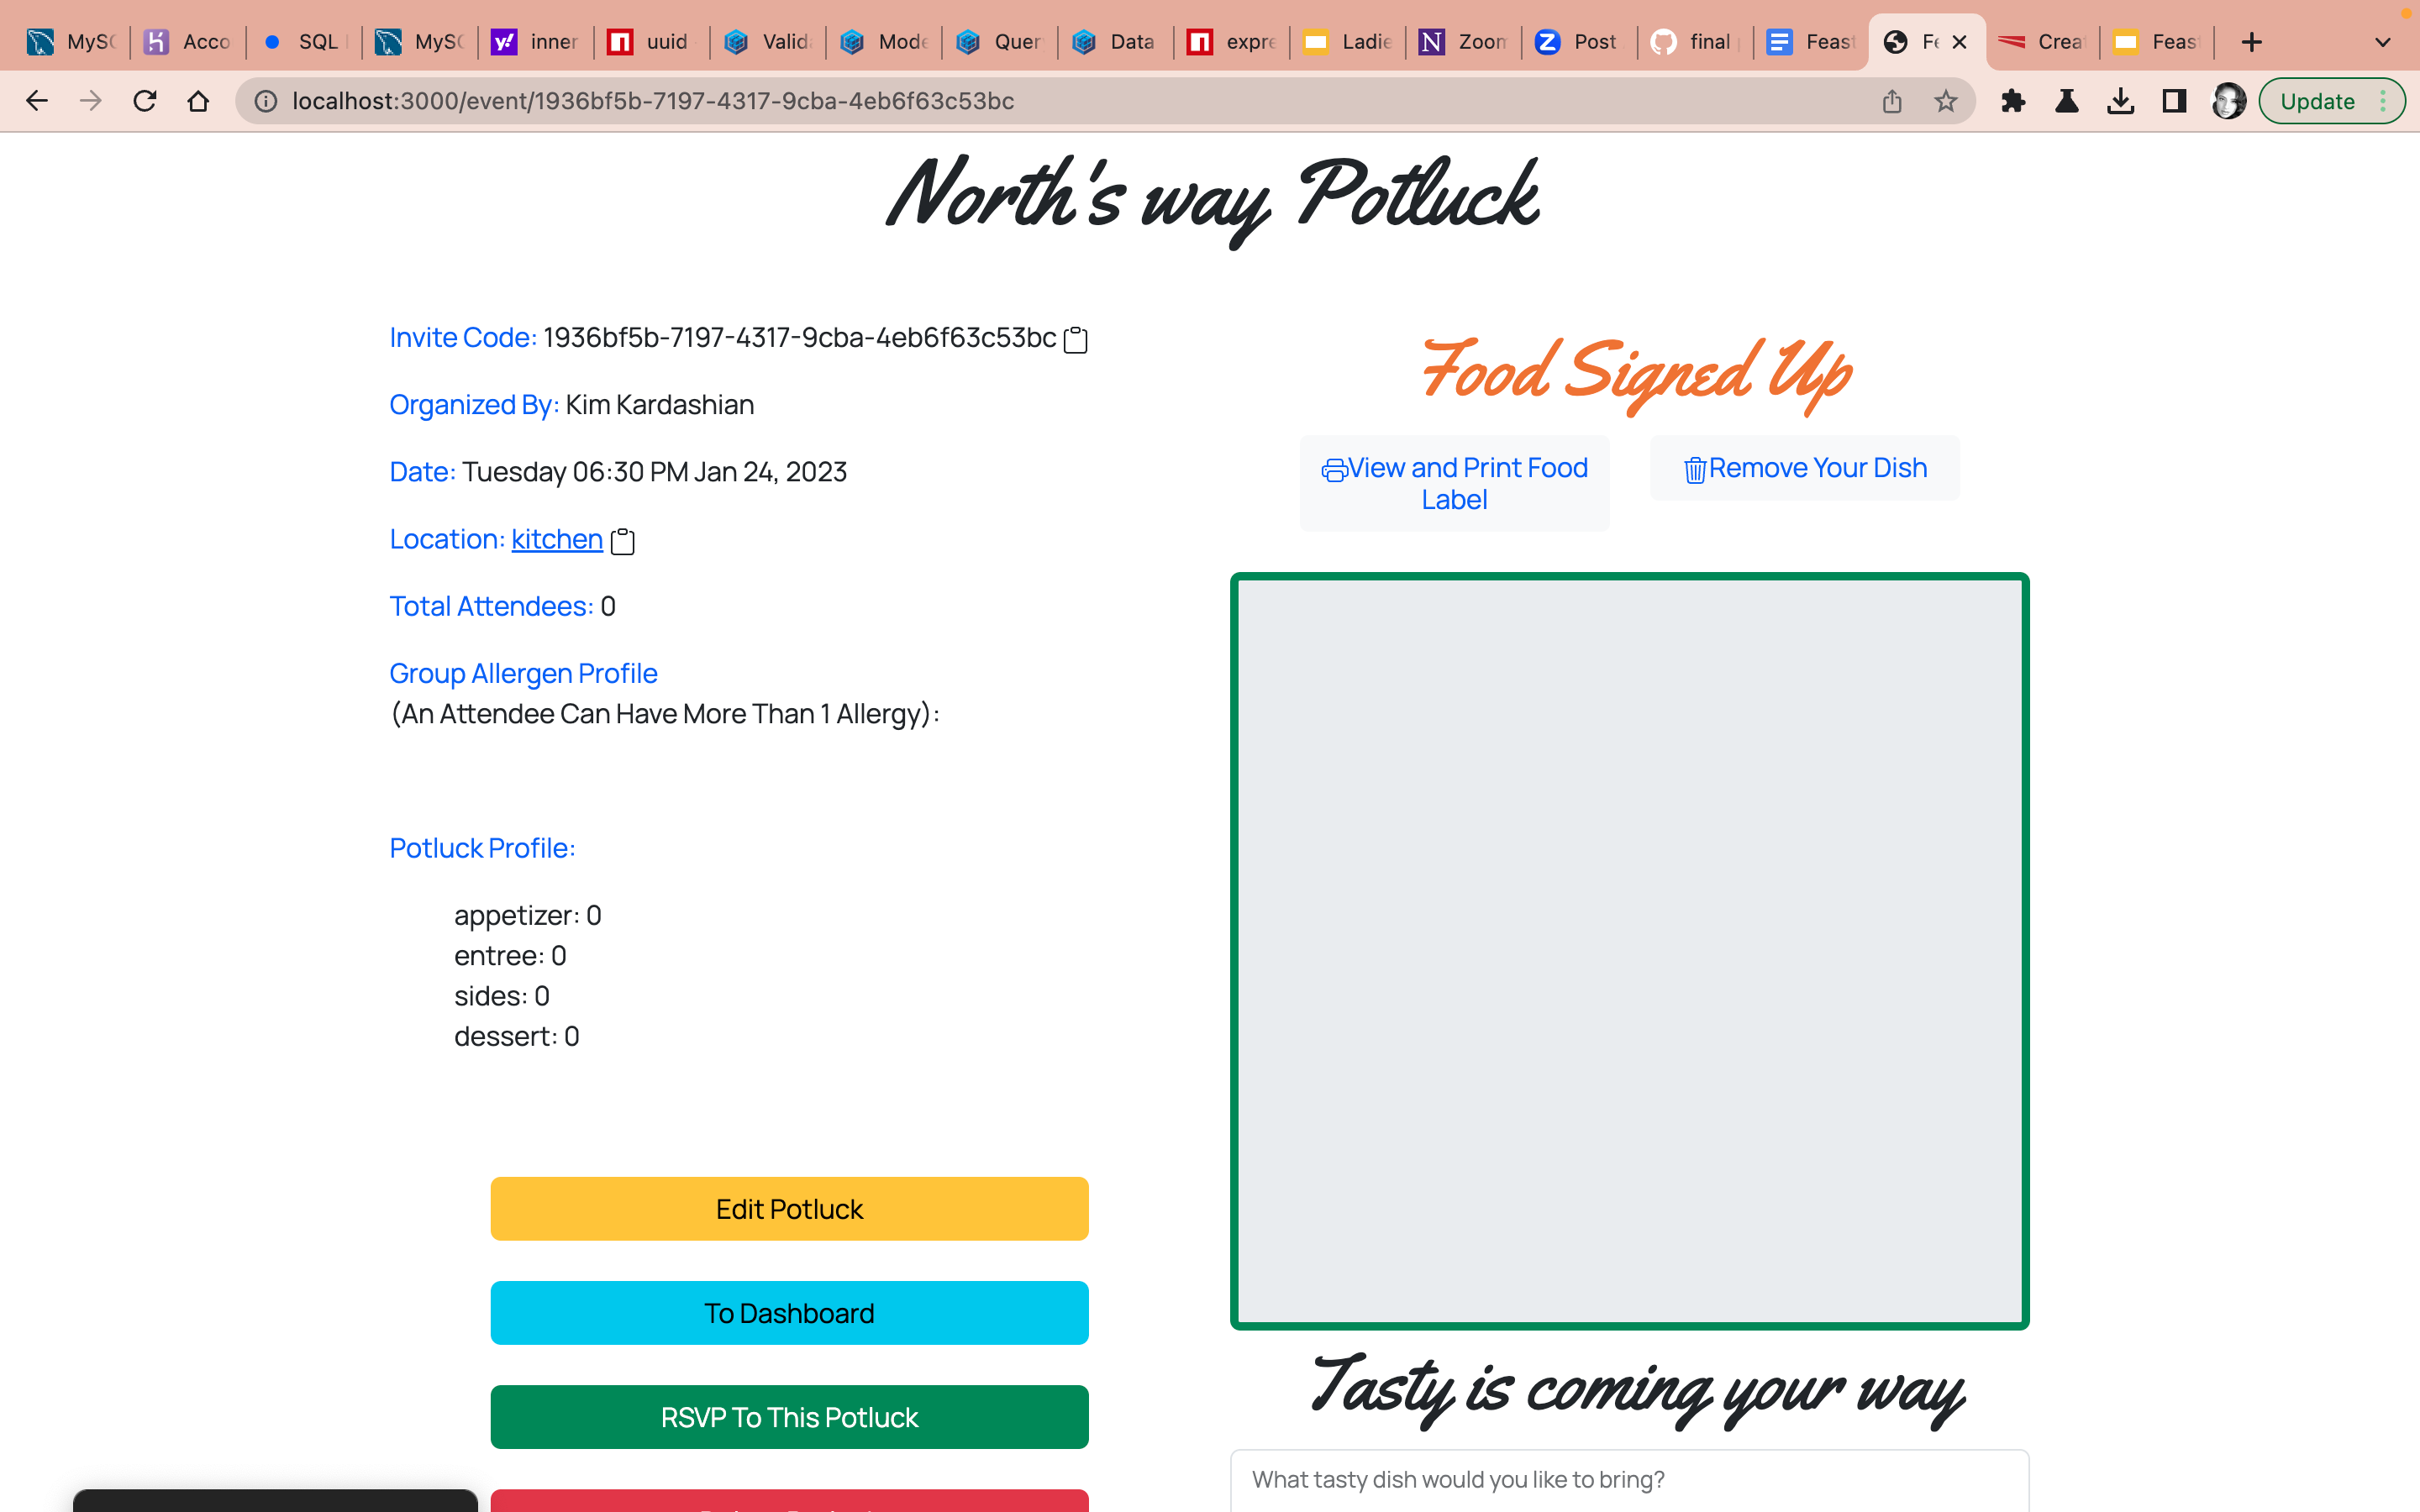 MySC
Acco
SQL
MySC
inner
uuid
Valid
Mode
Quer
Data
expre
Ladie
Zoom
Post
final
Feast
Fe
Creat
Feas
localhost:3000/event/1936bf5b-7197-4317-9cba-4eb6f63c53bc
Update
North's way Potluck
Invite Code: 1936bf5b-7197-4317-9cba-4eb6f63c53bc
Organized By: Kim Kardashian
Date: Tuesday 06:30 PM Jan 24, 2023
Location: kitchen
Total Attendees: 0
Group Allergen Profile
(An Attendee Can Have More Than 1 Allergy):
Potluck Profile:
appetizer: 0
entree: 0
sides: 0
dessert: 0
Edit Potluck
To Dashboard
RSVP To This Potluck
Food Signed Up
View and Print Food
Label
Remove Your Dish
Tasty is coming your way
What tasty dish would you like to bring?